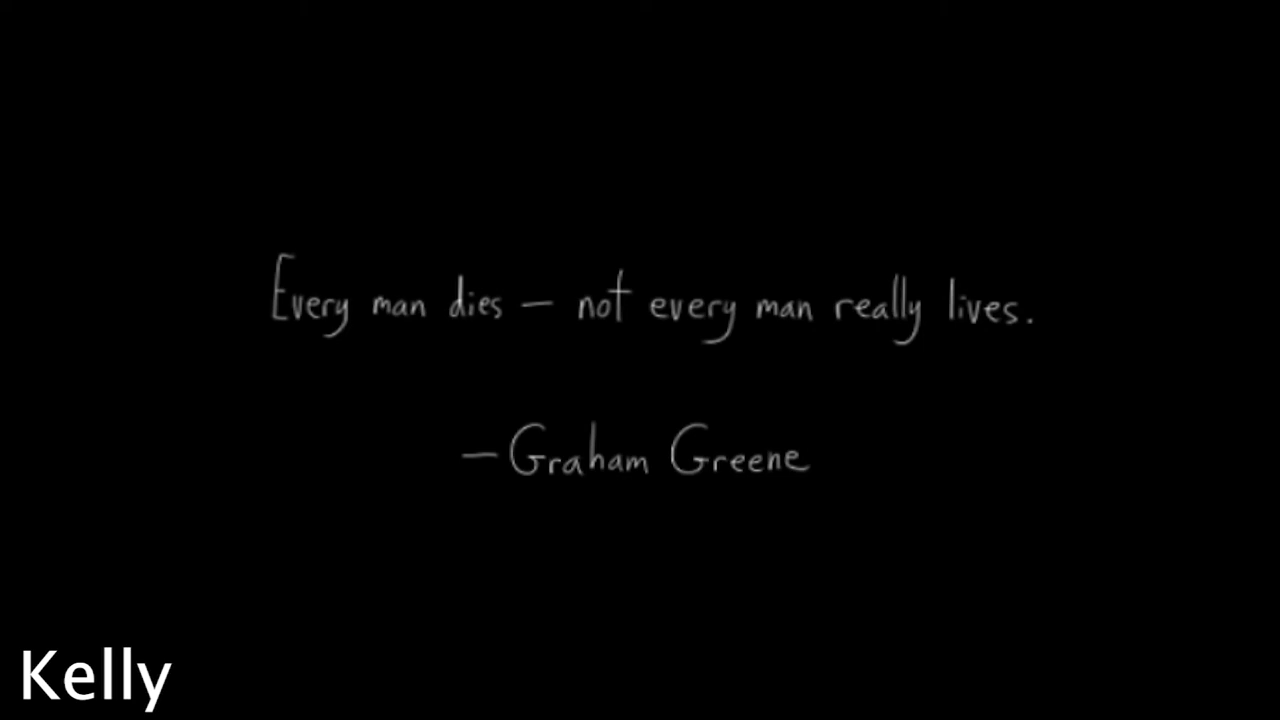 Every man dies – not every man really lives.
– Graham Greene
Kelly